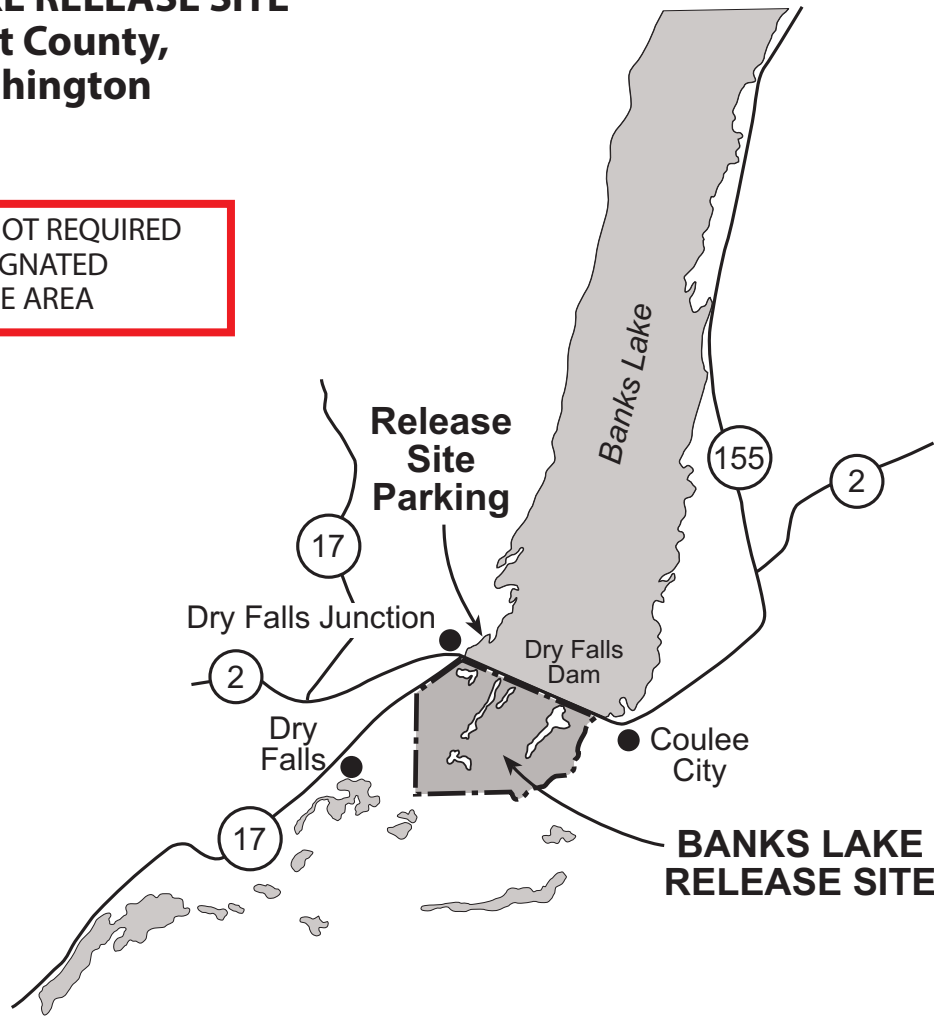 RELEASE SITE
t County,
hington
OT REQUIRED
GNATED
E AREA
Banks Lake
Release
Site
Parking
155
2
17
Dry Falls Junction
Dry Falls
Dam
2
Dry
Falls
Coulee
City
17
BANKS LAKE
RELEASE SITE